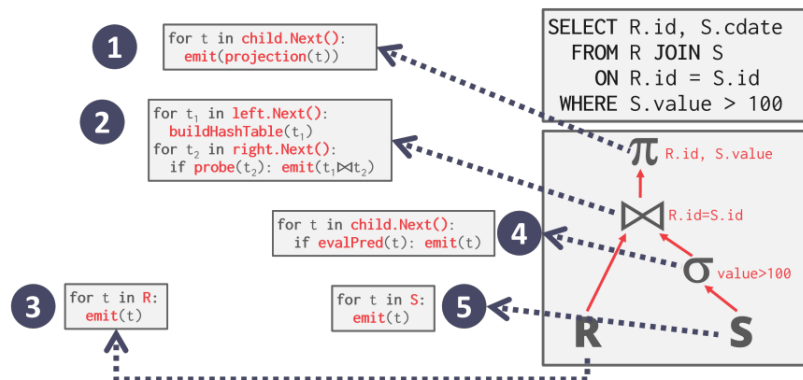 1
for t in child.Next():
emit(projection(t))
SELECT R.id, S.cdate
FROM R JOIN S
ON R.id = S.id
WHERE S.value > 100
2
for t₁ in left.Next():
buildHashTable(t₁)
for t₂ in right.Next():
if probe(t₂): emit(t₁⨝t₂)
π R.id, S.value
⨝ R.id=S.id
for t in child.Next():
if evalPred(t): emit(t)
4
σ value>100
3
for t in R:
emit(t)
for t in S:
emit(t)
5
R
S